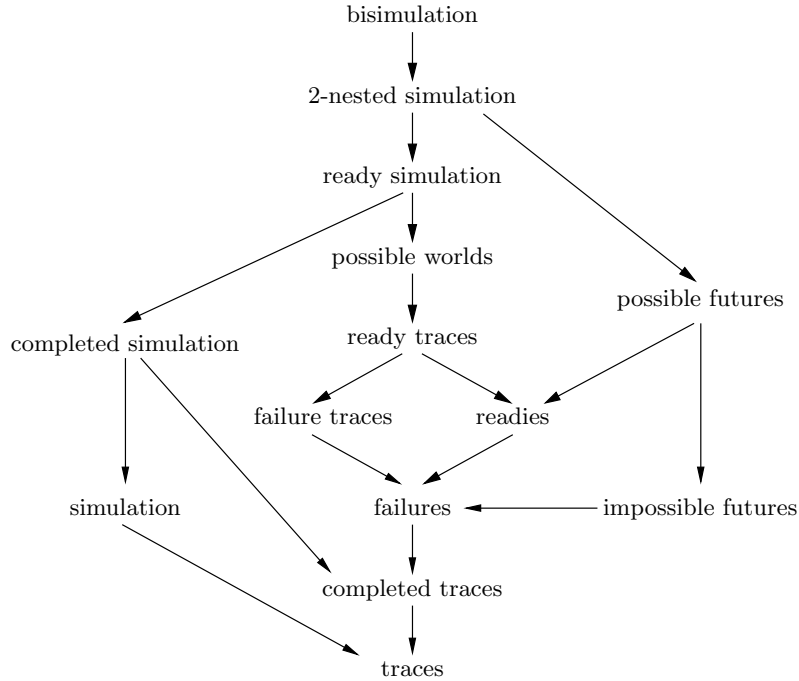 bisimulation
2-nested simulation
ready simulation
possible worlds
possible futures
ready traces
completed simulation
failure traces
readies
simulation
failures
impossible futures
completed traces
traces